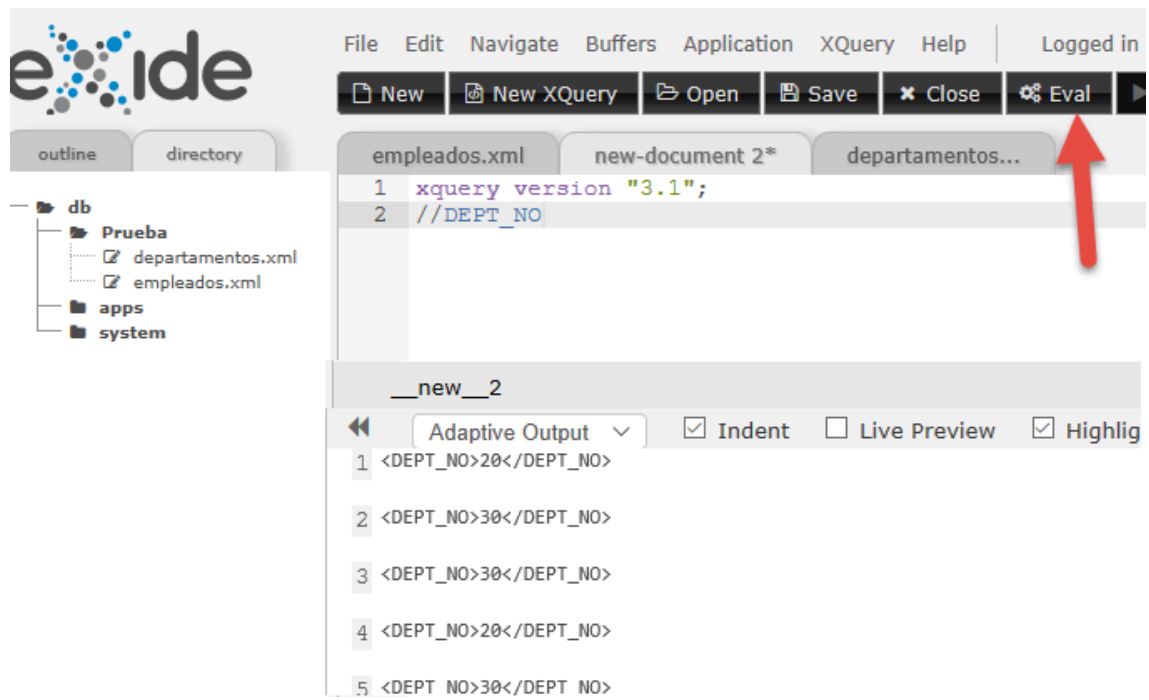 eXide
File Edit Navigate Buffers Application XQuery Help Logged in
New New XQuery Open Save Close Eval
outline directory
empleados.xml new-document 2* departamentos...
1 xquery version "3.1";
2 //DEPT_NO
db
Prueba
departamentos.xml
empleados.xml
apps
system
__new__2
Adaptive Output Indent Live Preview Highlig
1 <DEPT_NO>20</DEPT_NO>
2 <DEPT_NO>30</DEPT_NO>
3 <DEPT_NO>30</DEPT_NO>
4 <DEPT_NO>20</DEPT_NO>
5 <DEPT_NO>30</DEPT_NO>